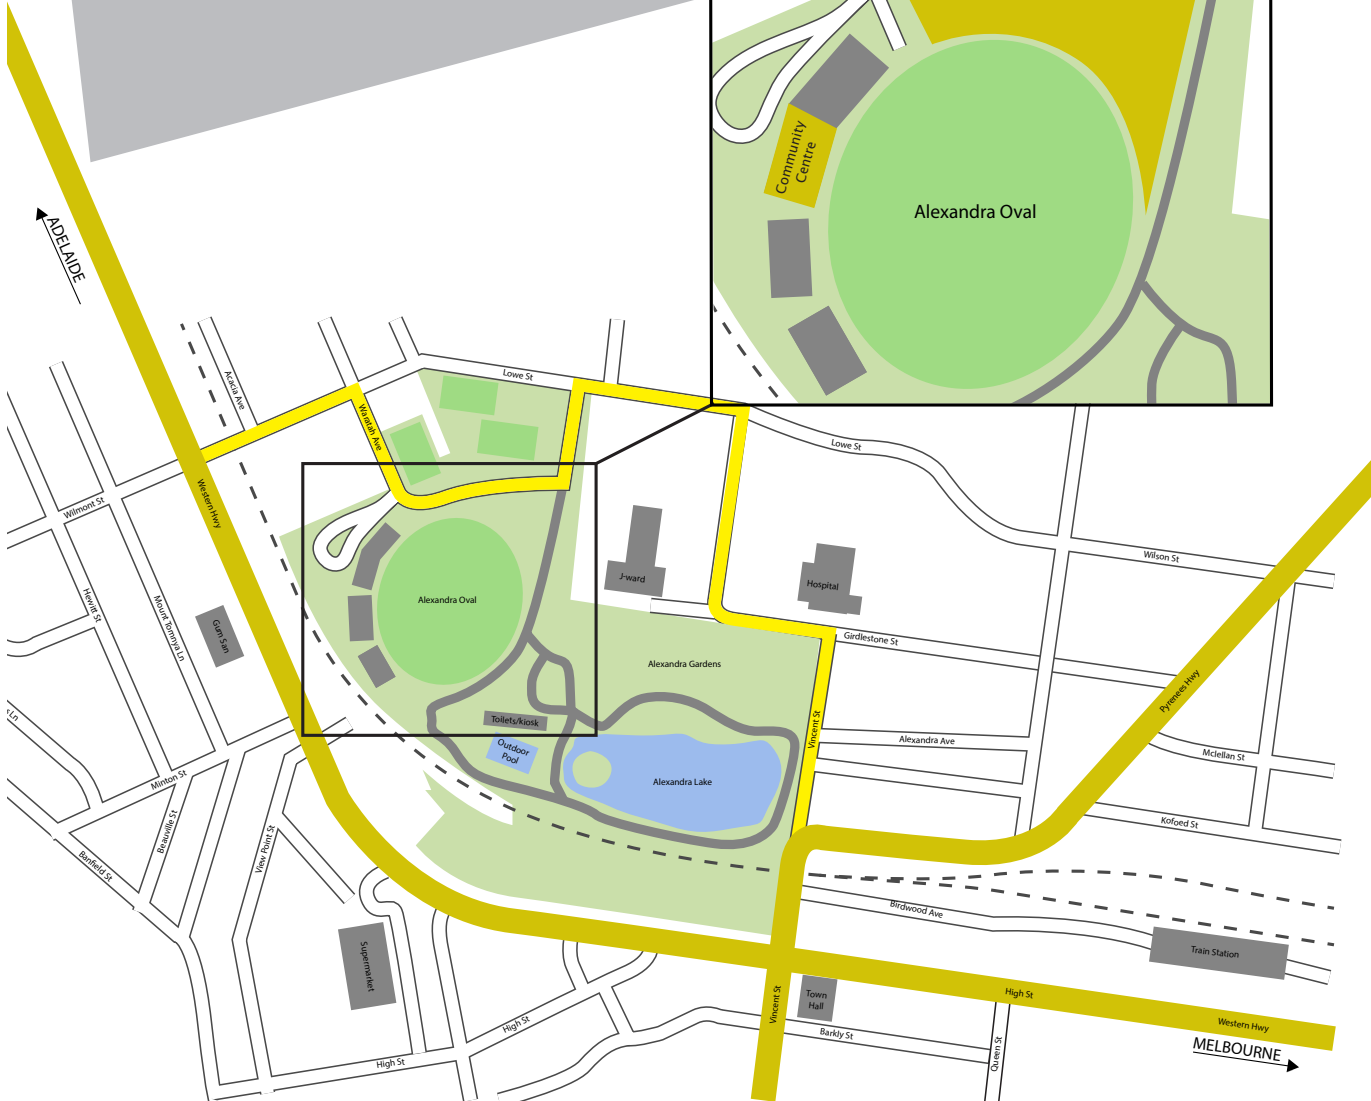 Community
Centre
Alexandra Oval
ADELAIDE
Acacia Ave
Lowe St
Waratah Ave
Lowe St
Western Hwy
Wilmont St
Wilson St
J-ward
Hospital
Alexandra Oval
Hewitt St
Mount Tomnya Ln
Gum San
Girdlestone St
Alexandra Gardens
Pyrenees Hwy
Ln
Toilets/kiosk
Vincent St
Alexandra Ave
Outdoor
Pool
Mclellan St
Minton St
Alexandra Lake
Beauville St
View Point St
Kofoed St
Banfield St
Birdwood Ave
Supermarket
Train Station
Vincent St
Town
Hall
High St
High St
Western Hwy
Barkly St
Queen St
MELBOURNE
High St